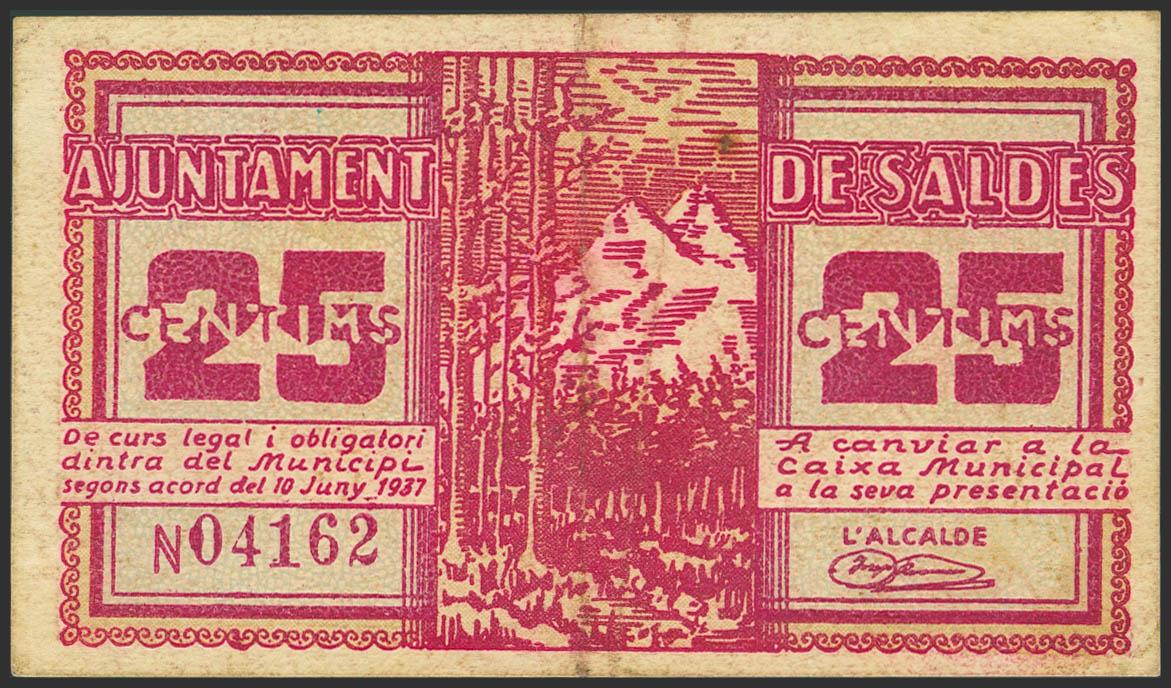 AJUNTAMENT DE SALDES
25
CENTIMS
25
CENTIMS
De curs legal i obligatori
dintra del Municipi
segons acord del 10 Juny 1937
A canviar a la
Caixa Municipal
a la seva presentació
N04162
L'ALCALDE